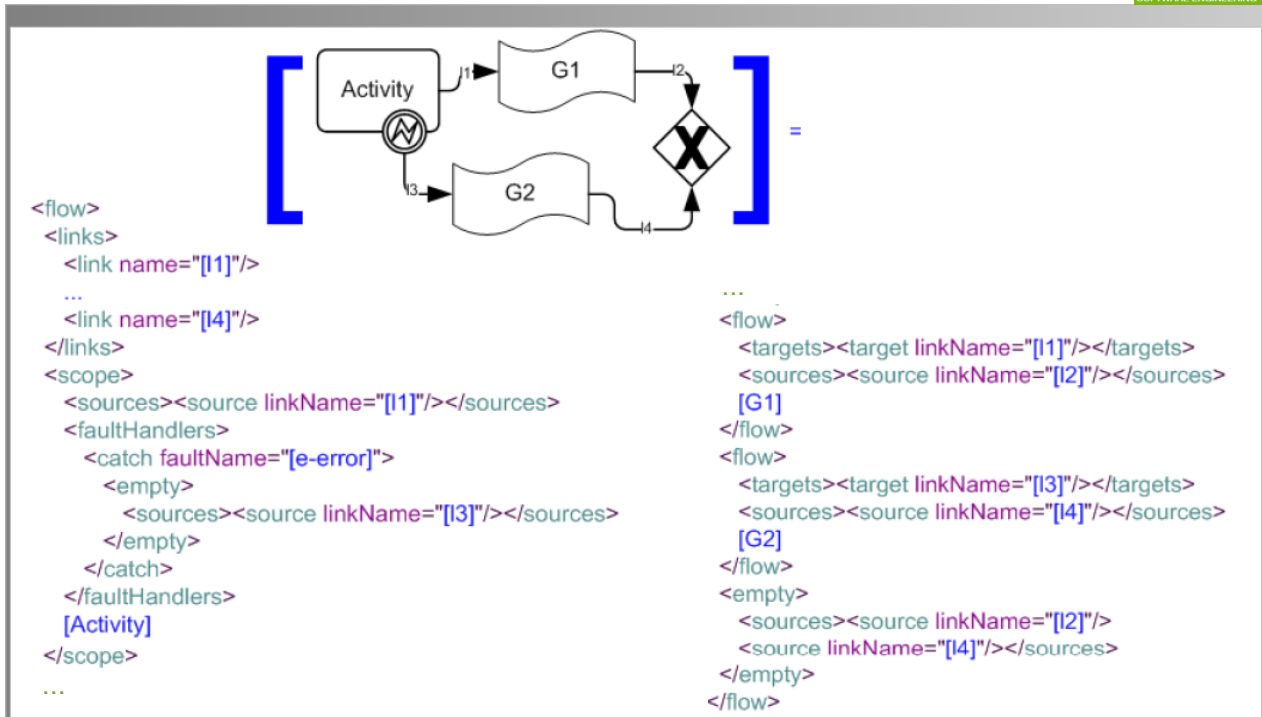 SOFTWARE ENGINEERING
Activity
l1
G1
l2
X
=
l3
G2
l4
<flow>
<links>
<link name="[l1]"/>
...
<link name="[l4]"/>
</links>
<scope>
<sources><source linkName="[l1]"/></sources>
<faultHandlers>
<catch faultName="[e-error]">
<empty>
<sources><source linkName="[l3]"/></sources>
</empty>
</catch>
</faultHandlers>
[Activity]
</scope>
...
...
<flow>
<targets><target linkName="[l1]"/></targets>
<sources><source linkName="[l2]"/></sources>
[G1]
</flow>
<flow>
<targets><target linkName="[l3]"/></targets>
<sources><source linkName="[l4]"/></sources>
[G2]
</flow>
<empty>
<sources><source linkName="[l2]"/>
<source linkName="[l4]"/></sources>
</empty>
</flow>